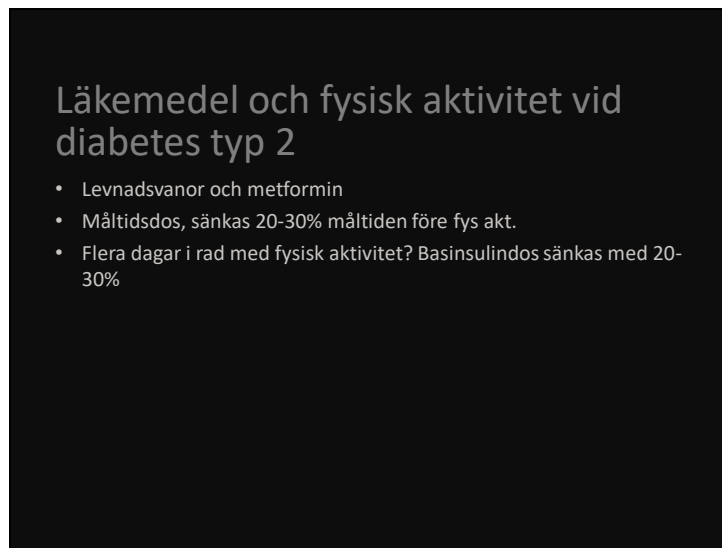 Läkemedel och fysisk aktivitet vid
diabetes typ 2
• Levnadsvanor och metformin
• Måltidsdos, sänkas 20-30% måltiden före fys akt.
• Flera dagar i rad med fysisk aktivitet? Basinsulindos sänkas med 20-
30%